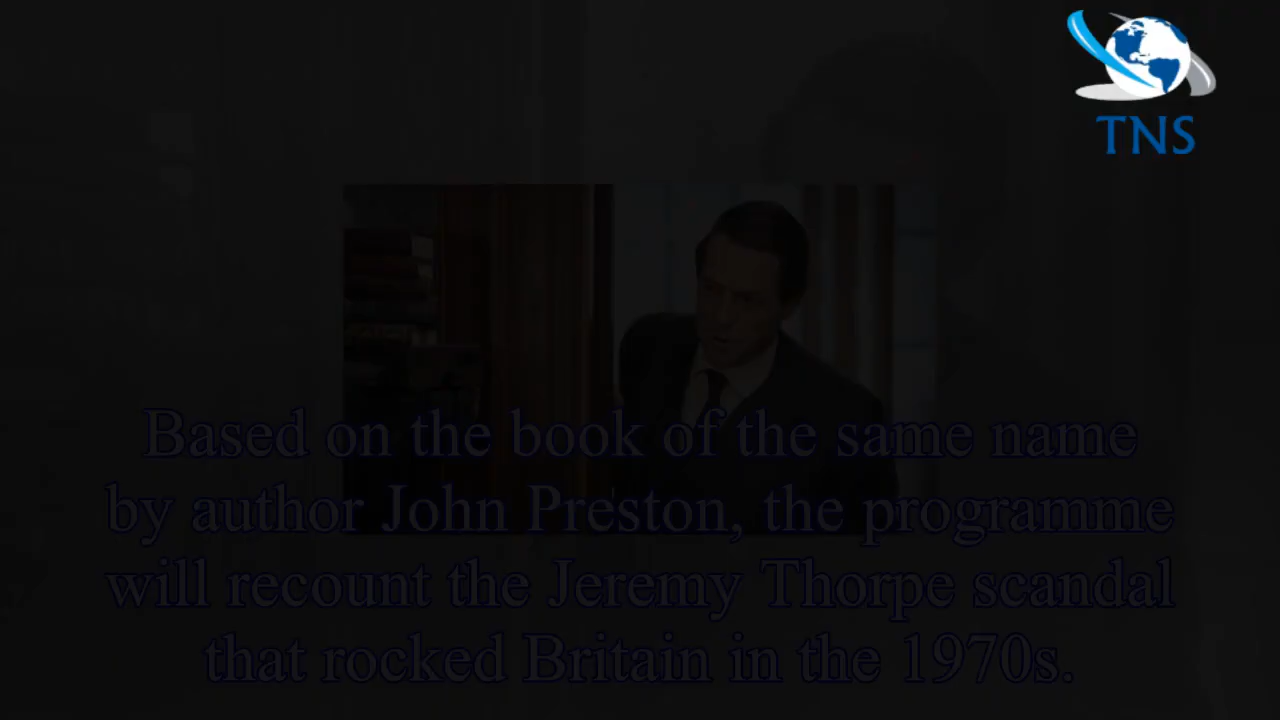 TNS
Based on the book of the same name
by author John Preston, the programme
will recount the Jeremy Thorpe scandal
that rocked Britain in the 1970s.